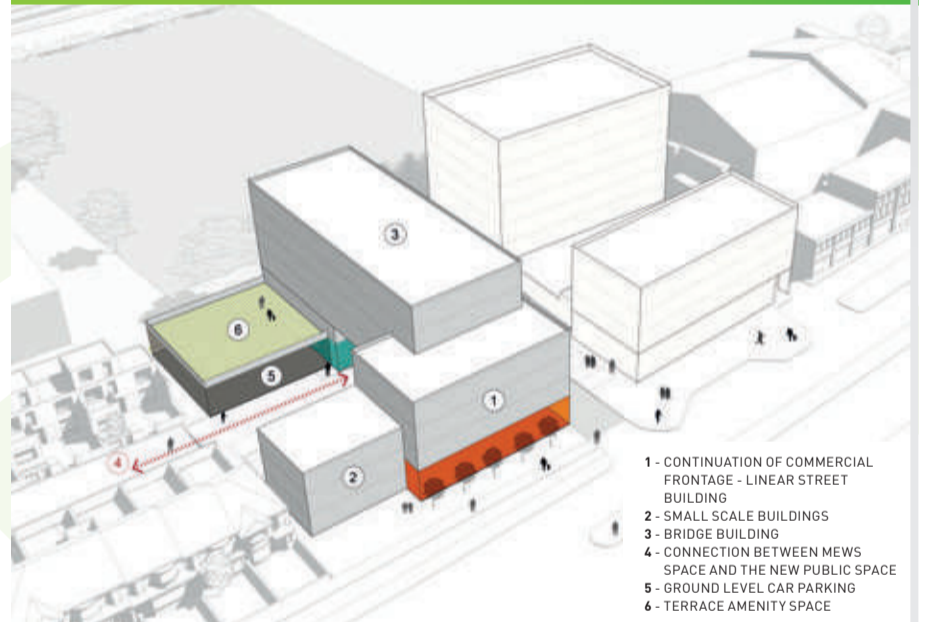 3
6
5
1
4
2
1 - CONTINUATION OF COMMERCIAL
FRONTAGE - LINEAR STREET
BUILDING
2 - SMALL SCALE BUILDINGS
3 - BRIDGE BUILDING
4 - CONNECTION BETWEEN MEWS
SPACE AND THE NEW PUBLIC SPACE
5 - GROUND LEVEL CAR PARKING
6 - TERRACE AMENITY SPACE